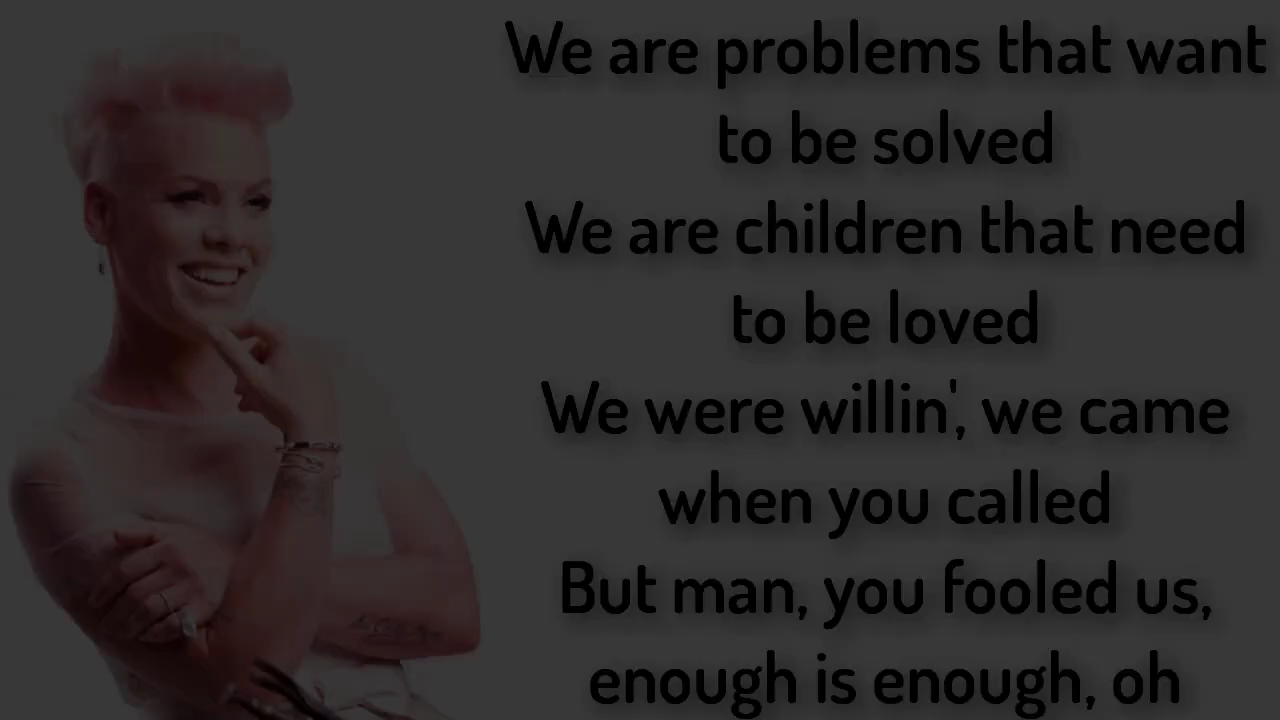 We are problems that want
to be solved
We are children that need
to be loved
We were willin', we came
when you called
But man, you fooled us,
enough is enough, oh